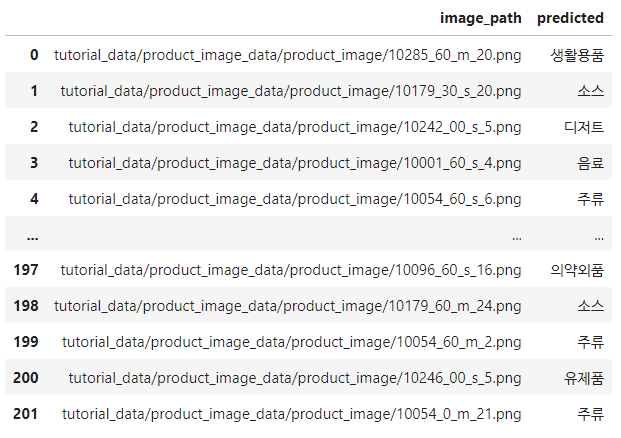 image_path predicted
0 tutorial_data/product_image_data/product_image/10285_60_m_20.png 생활용품
1 tutorial_data/product_image_data/product_image/10179_30_s_20.png 소스
2 tutorial_data/product_image_data/product_image/10242_00_s_5.png 디저트
3 tutorial_data/product_image_data/product_image/10001_60_s_4.png 음료
4 tutorial_data/product_image_data/product_image/10054_60_s_6.png 주류
... ... ...
197 tutorial_data/product_image_data/product_image/10096_60_s_16.png 의약외품
198 tutorial_data/product_image_data/product_image/10179_60_m_24.png 소스
199 tutorial_data/product_image_data/product_image/10054_60_m_2.png 주류
200 tutorial_data/product_image_data/product_image/10246_00_s_5.png 유제품
201 tutorial_data/product_image_data/product_image/10054_0_m_21.png 주류